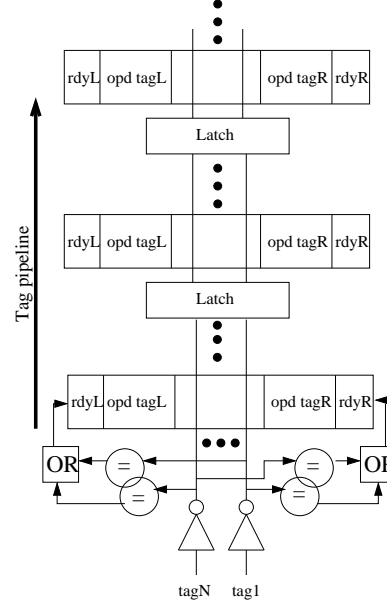 rdyL opd tagL opd tagR rdyR
Latch
rdyL opd tagL opd tagR rdyR
Latch
Tag pipeline
rdyL opd tagL opd tagR rdyR
OR = = OR
= =
tagN tag1